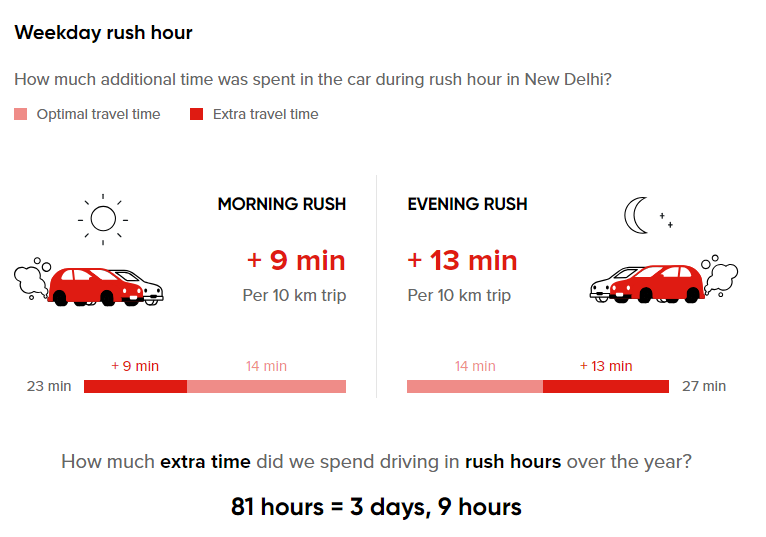 Weekday rush hour
How much additional time was spent in the car during rush hour in New Delhi?
Optimal travel time
Extra travel time
MORNING RUSH
+ 9 min
Per 10 km trip
+ 9 min
14 min
23 min
EVENING RUSH
+ 13 min
Per 10 km trip
14 min
+ 13 min
27 min
How much extra time did we spend driving in rush hours over the year?
81 hours = 3 days, 9 hours